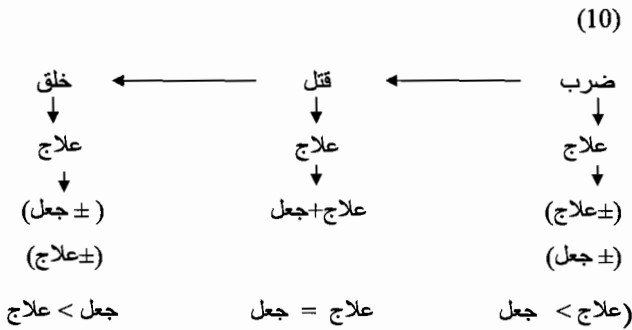 (10)
ضرب ← قتل ← خلق
↓ ↓ ↓
علاج علاج علاج
↓ ↓ ↓
(±علاج) علاج+جعل (± جعل)
(± جعل) (±علاج)
(علاج > جعل علاج = جعل جعل > علاج